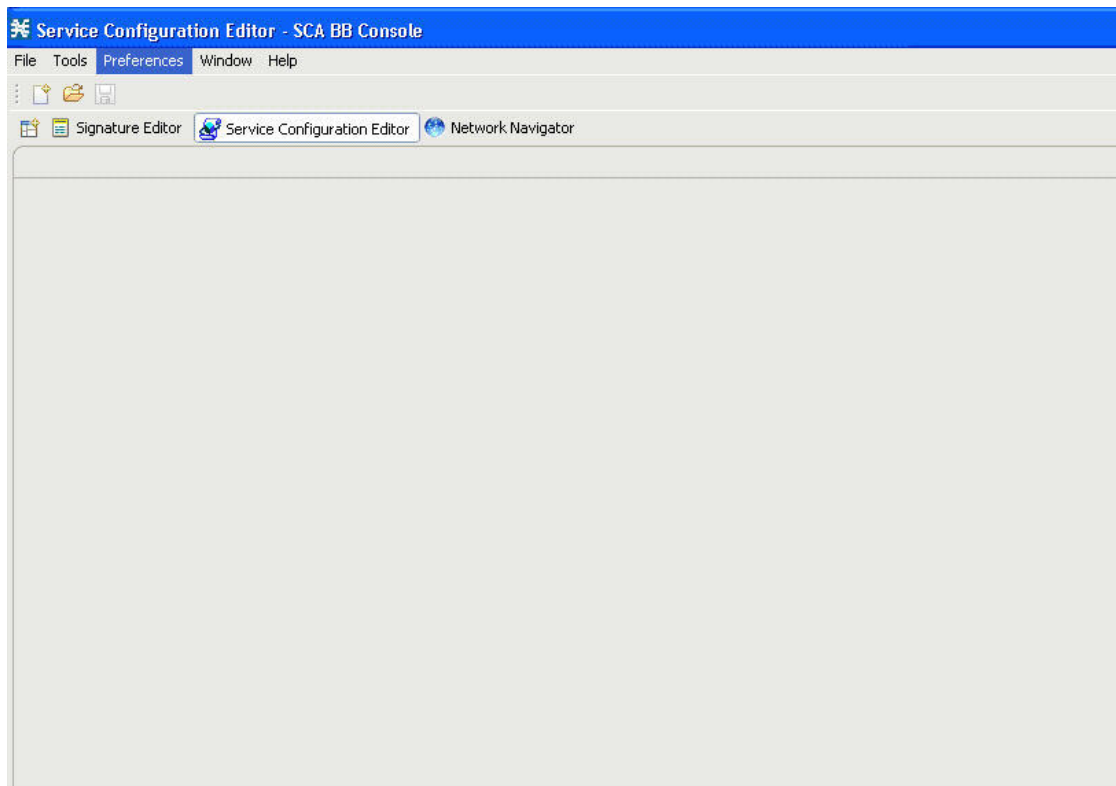 Service Configuration Editor - SCA BB Console
File Tools Preferences Window Help
Signature Editor Service Configuration Editor Network Navigator